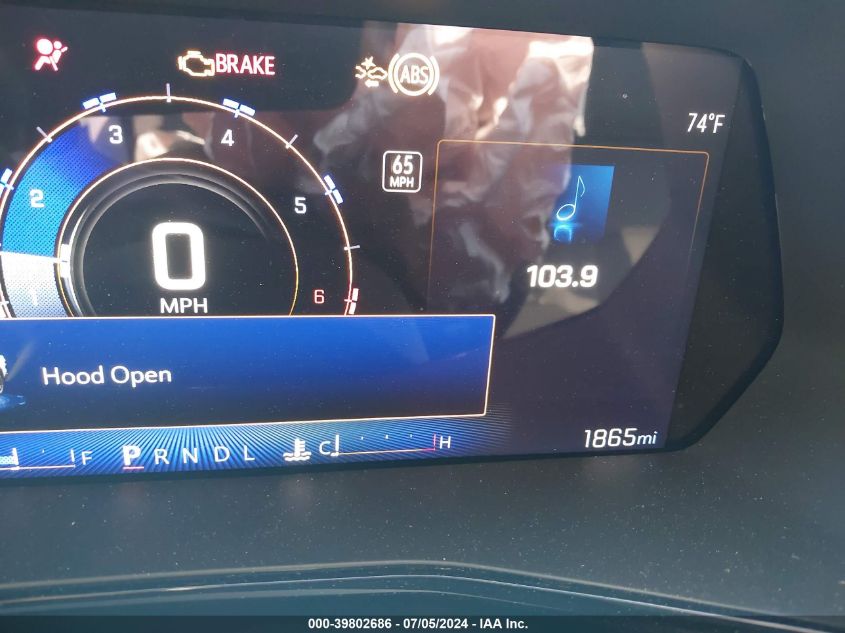 BRAKE ABS
74°F
3 4
65
MPH
2 5
0
103.9
1 6
MPH
Hood Open
1865mi
F P R N D L C H
000-39802686 - 07/05/2024 - IAA Inc.